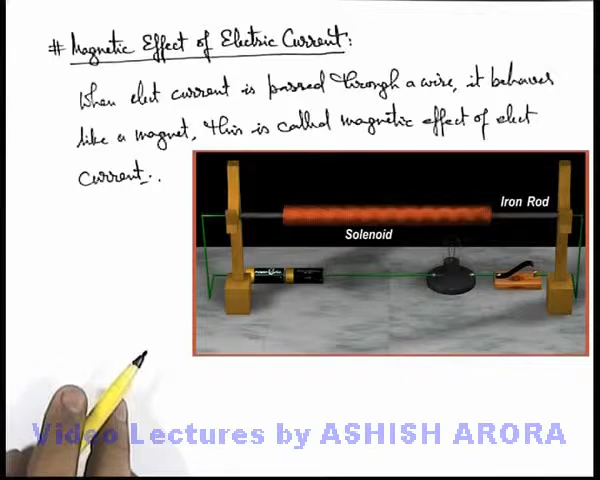 # Magnetic Effect of Electric Current:
When elect current is passed through a wire, it behaves
like a magnet, this is called magnetic effect of elect
current..
Iron Rod
Solenoid
Video Lectures by ASHISH ARORA